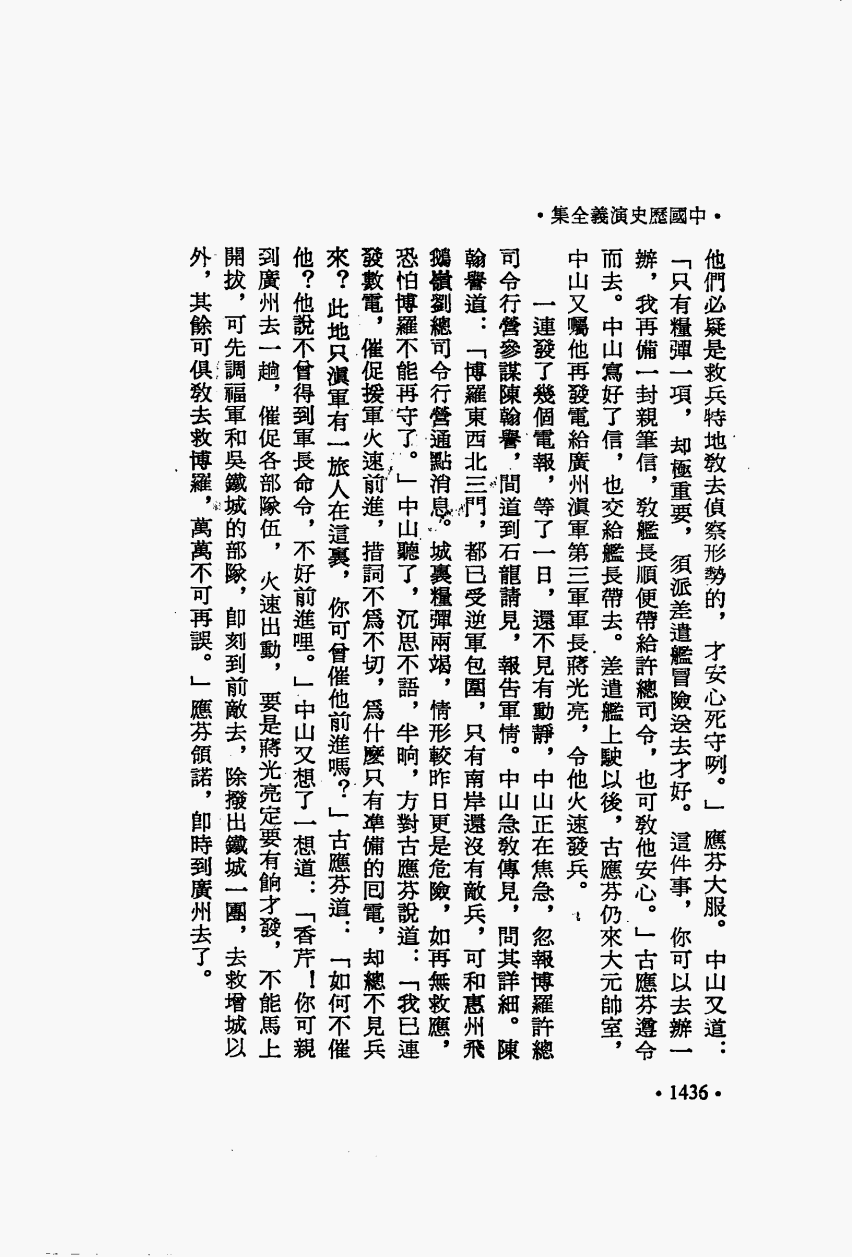 ・中國歷史演義全集・
他們必疑是救兵特地教去偵察形勢的，才安心死守咧。」應芬大服。中山又道：
「只有糧彈一項，却極重要，須派差遣艦冒險送去才好。這件事，你可以去辦一
辦，我再備一封親筆信，教艦長順便帶給許總司令，也可教他安心。」古應芬遵令
而去。中山寫好了信，也交給艦長帶去。差遣艦上駛以後，古應芬仍來大元帥室，
中山又囑他再發電給廣州滇軍第三軍軍長蔣光亮，令他火速發兵。
一連發了幾個電報，等了一日，還不見有動靜，中山正在焦急，忽報博羅許總
司令行營參謀陳翰譽，間道到石龍請見，報告軍情。中山急教傳見，問其詳細。陳
翰譽道：「博羅東西北三門，都已受逆軍包圍，只有南岸還沒有敵兵，可和惠州飛
鵝嶺劉總司令行營通點消息。城裏糧彈兩竭，情形較昨日更是危險，如再無救應，
恐怕博羅不能再守了。」中山聽了，沉思不語，半晌，方對古應芬說道：「我已連
發數電，催促援軍火速前進，措詞不爲不切，爲什麼只有準備的回電，却總不見兵
來？此地只滇軍有一旅人在這裏，你可曾催他前進嗎？」古應芬道：「如何不催
他？他說不曾得到軍長命令，不好前進哩。」中山又想了一想道：「香芹！你可親
到廣州去一趟，催促各部隊伍，火速出動，要是蔣光亮定要有餉才發，不能馬上
開拔，可先調福軍和吳鐵城的部隊，卽刻到前敵去，除撥出鐵城一團，去救增城以
外，其餘可俱教去救博羅，萬萬不可再誤。」應芬領諾，卽時到廣州去了。
・1436・